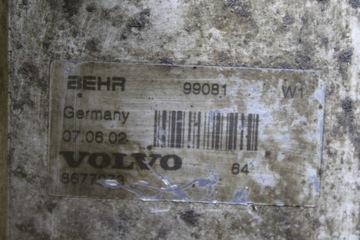 BEHR 99081 W1
Germany
07.06.02
VOLVO 64